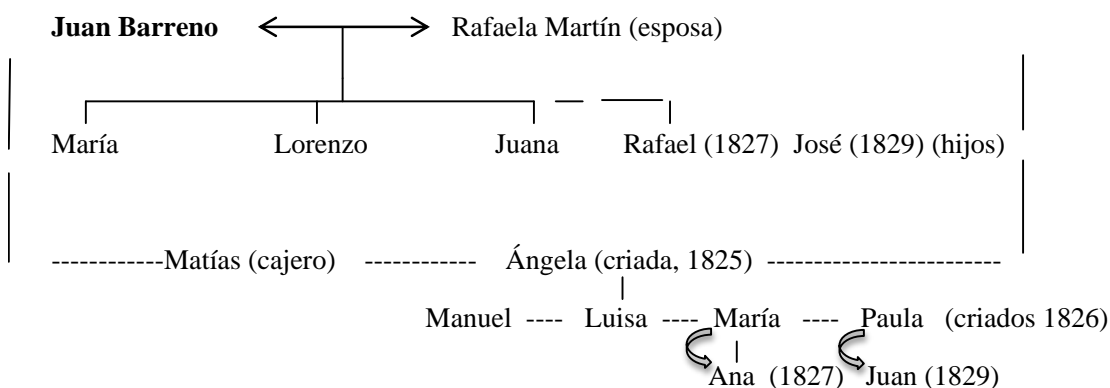 Juan Barreno Rafaela Martín (esposa)
María Lorenzo Juana Rafael (1827) José (1829) (hijos)
------------Matías (cajero) ------------ Ángela (criada, 1825) -------------------------
Manuel ---- Luisa ---- María ---- Paula (criados 1826)
Ana (1827) Juan (1829)